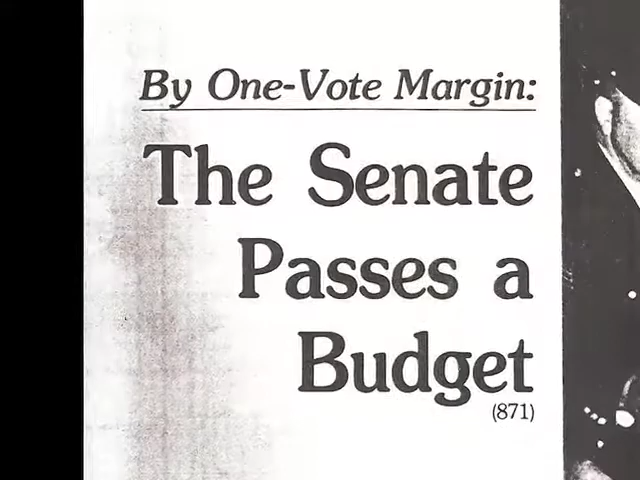 By One-Vote Margin:
The Senate
Passes a
Budget
(871)